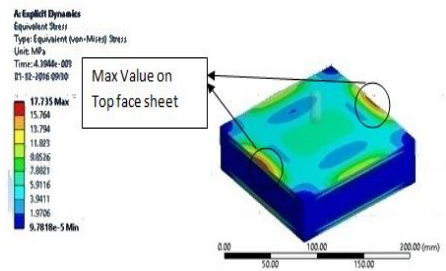 A: Explicit Dynamics
Equivalent Stress
Type: Equivalent (von-Mises) Stress
Unit: MPa
Time: 4.3944e-003
01-12-2016 09:30
17.735 Max
15.764
13.794
11.823
9.8526
7.8821
5.9116
3.9411
1.9706
9.7818e-5 Min
Max Value on
Top face sheet
0.00
100.00
200.00 (mm)
50.00
150.00